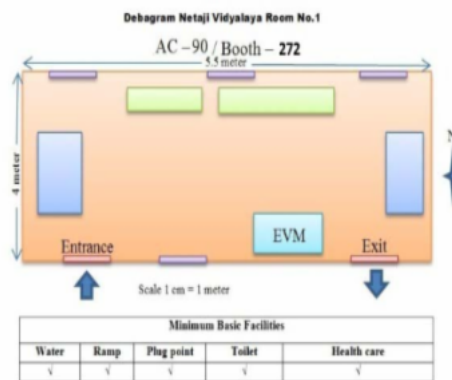 Debagram Netaji Vidyalaya Room No.1
AC -90 / Booth - 272
5.5 meter
4 meter
N
EVM
Entrance
Exit
Scale 1 cm = 1 meter
Minimum Basic Facilities
Water Ramp Plug point Toilet Health care
√ √ √ √ √